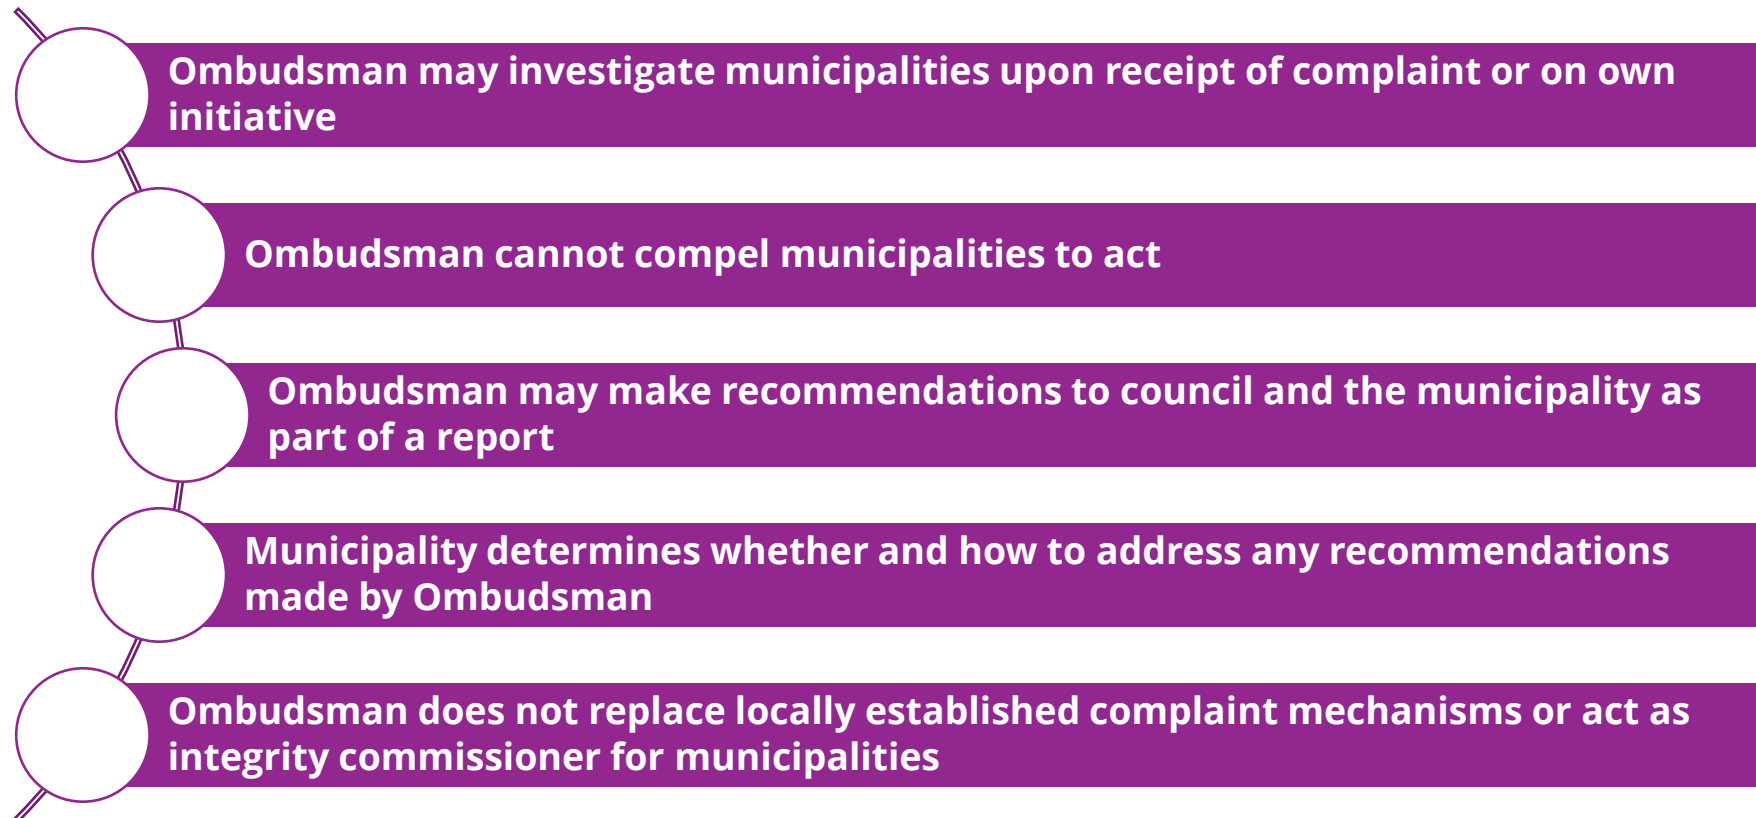 Ombudsman may investigate municipalities upon receipt of complaint or on own
initiative
Ombudsman cannot compel municipalities to act
Ombudsman may make recommendations to council and the municipality as
part of a report
Municipality determines whether and how to address any recommendations
made by Ombudsman
Ombudsman does not replace locally established complaint mechanisms or act as
integrity commissioner for municipalities